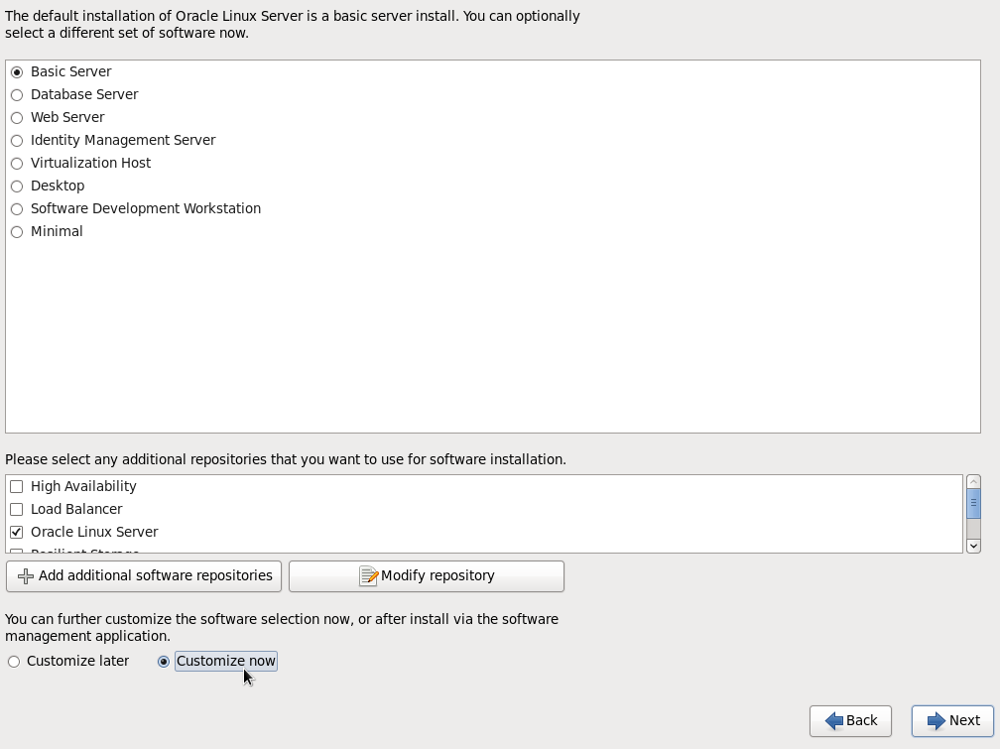 The default installation of Oracle Linux Server is a basic server install. You can optionally
select a different set of software now.
Basic Server
Database Server
Web Server
Identity Management Server
Virtualization Host
Desktop
Software Development Workstation
Minimal
Please select any additional repositories that you want to use for software installation.
High Availability
Load Balancer
Oracle Linux Server
Resilient Storage
Add additional software repositories
Modify repository
You can further customize the software selection now, or after install via the software
management application.
Customize later
Customize now
Back
Next